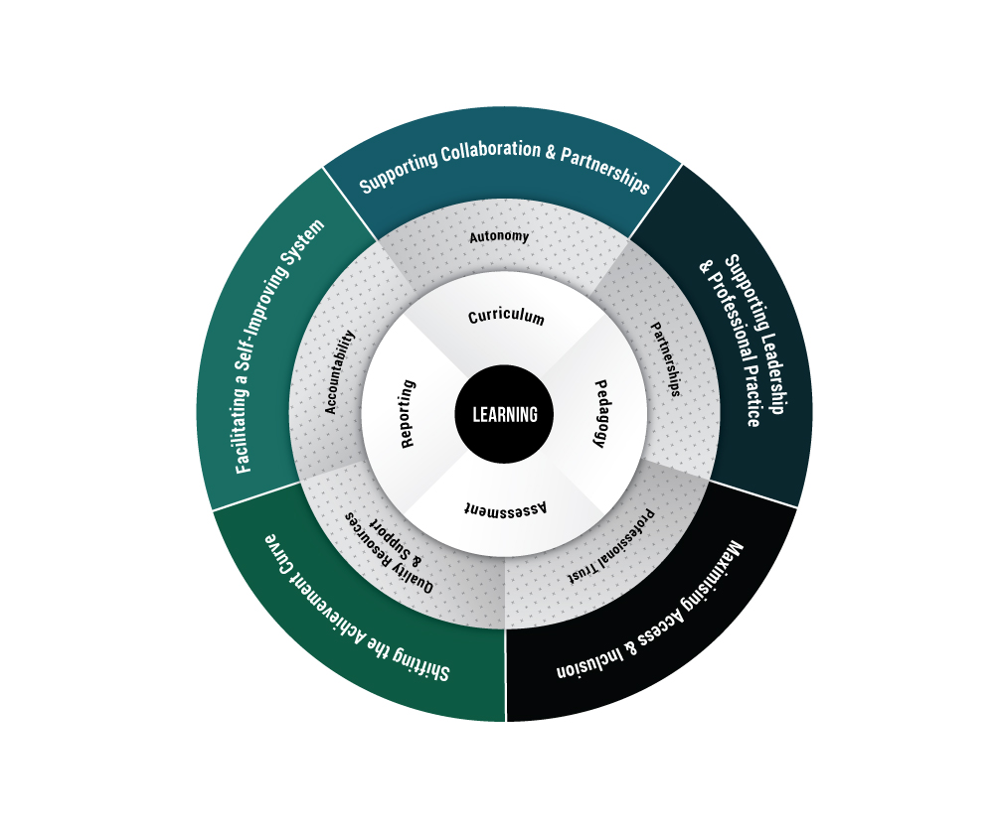 Supporting Collaboration & Partnerships
Supporting Leadership
& Professional Practice
Maximising Access & Inclusion
Shifting the Achievement Curve
Facilitating a Self-Improving System
Autonomy
Partnerships
Professional Trust
Quality Resources
& Support
Accountability
Curriculum
Pedagogy
Assessment
Reporting
LEARNING